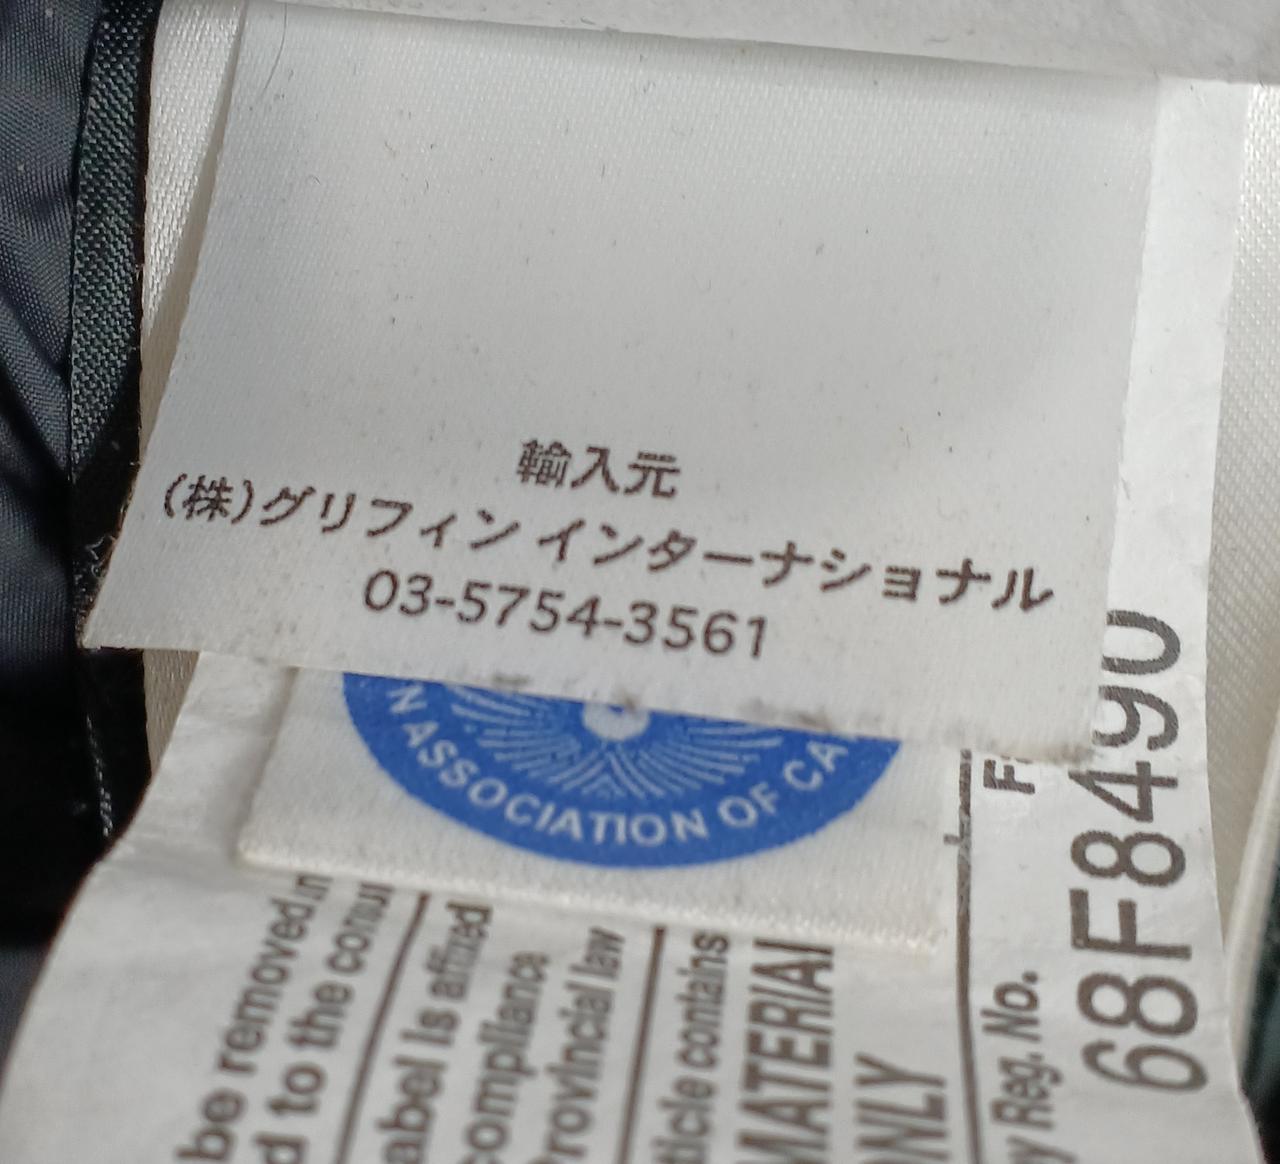 輸入元
(株)グリフィン インターナショナル
03-5754-3561
N ASSOCIATION OF CA
be removed in
d to the
label is affixed
compliance
Provincial law
ticle contains
MATERIAL
ONLY
y Reg. No.
68F8490